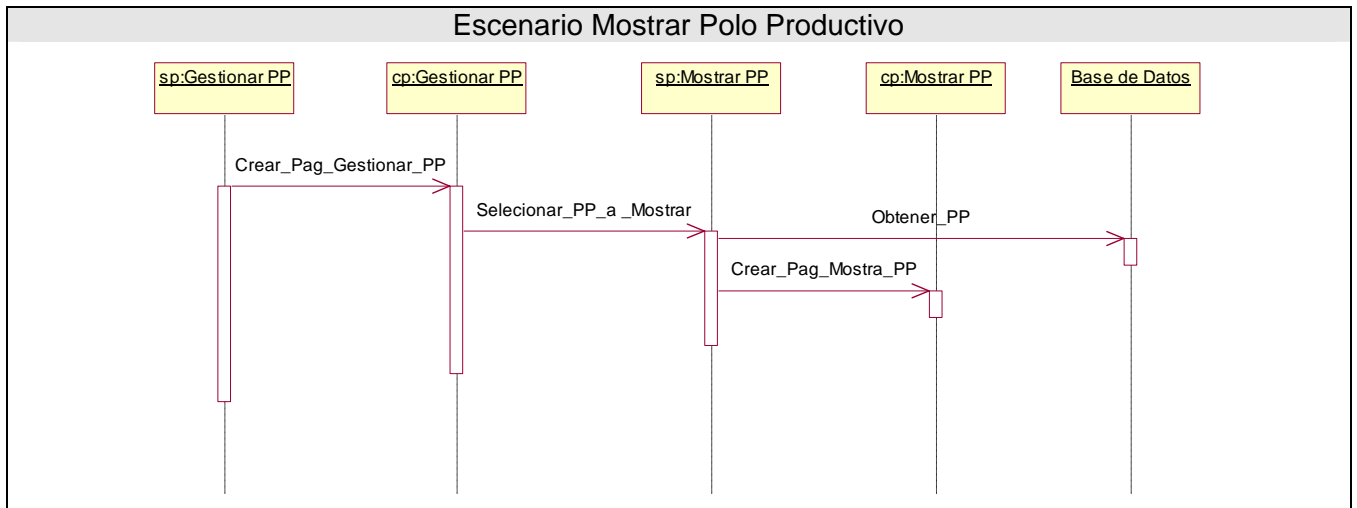 Escenario Mostrar Polo Productivo
sp:Gestionar PP
cp:Gestionar PP
sp:Mostrar PP
cp:Mostrar PP
Base de Datos
Crear_Pag_Gestionar_PP
Selecionar_PP_a _Mostrar
Obtener_PP
Crear_Pag_Mostra_PP